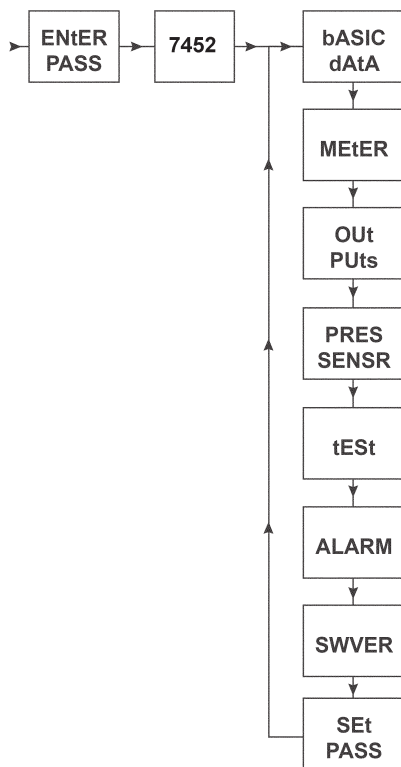 ENtER
PASS
7452
bASIC
dAtA
MEtER
OUt
PUts
PRES
SENSR
tESt
ALARM
SWVER
SEt
PASS